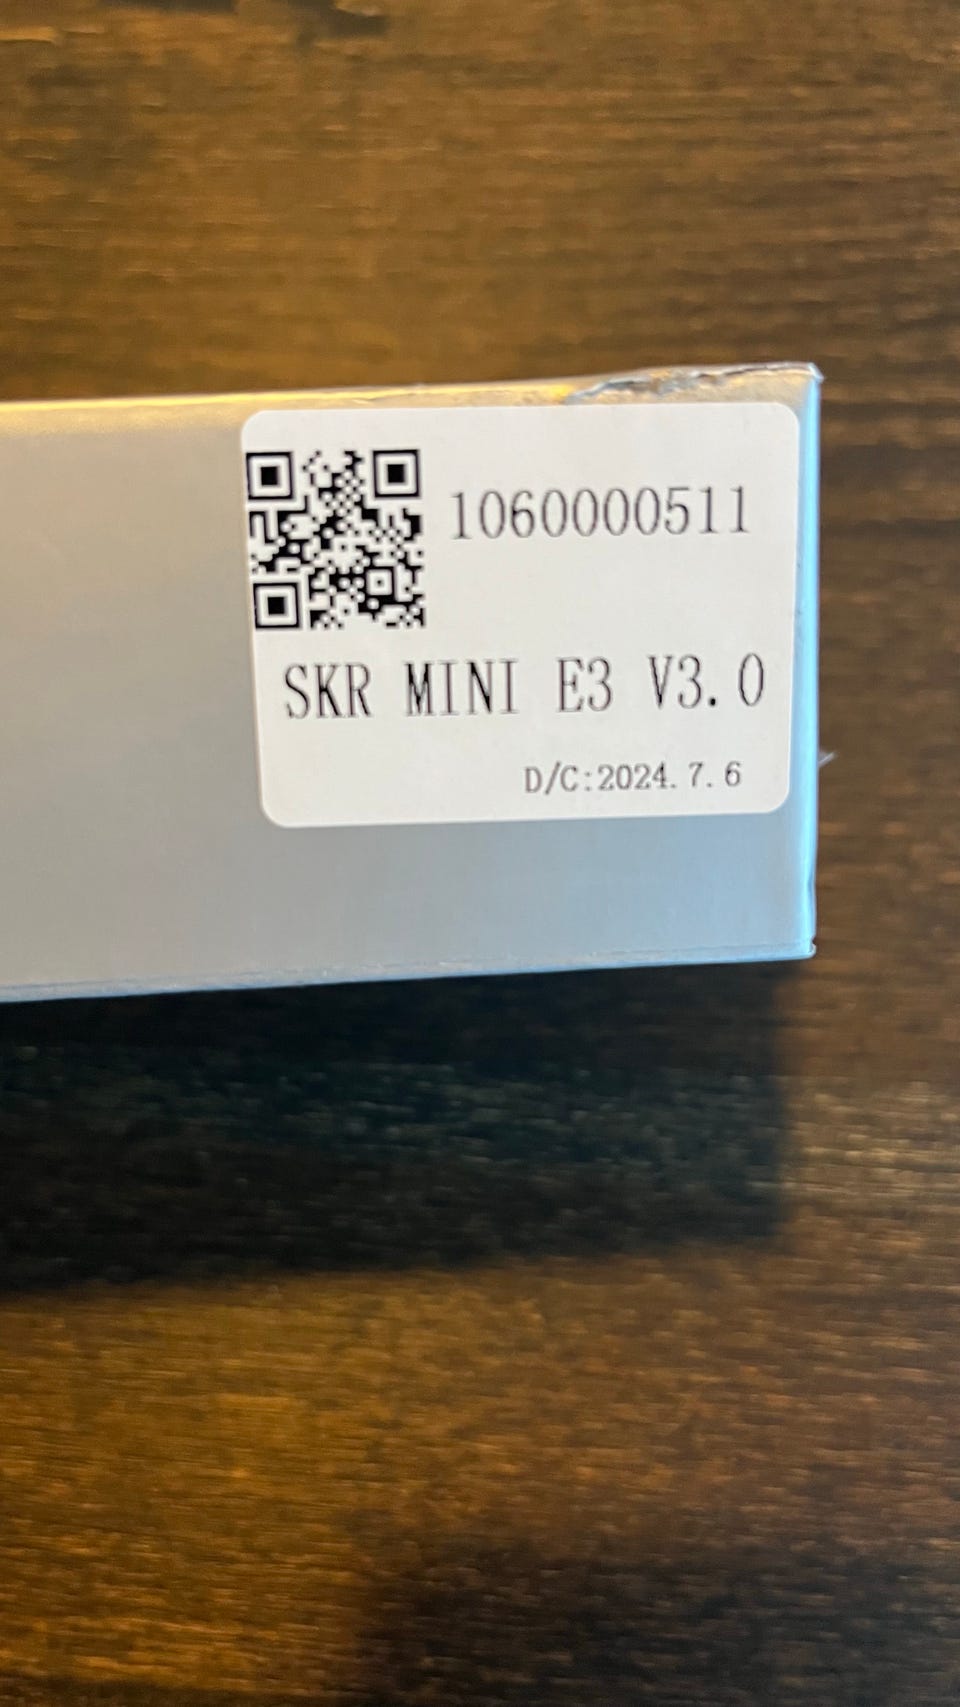 1060000511
SKR MINI E3 V3.0
D/C:2024.7.6